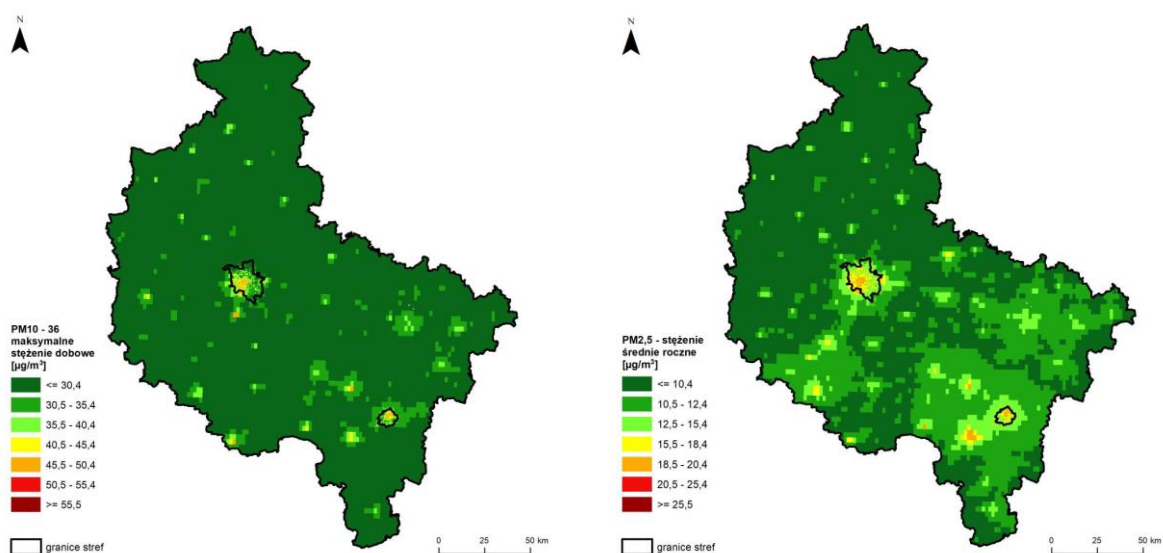 N
PM10 - 36
maksymalne
stężenie dobowe
[µg/m³]
<= 30,4
30,5 - 35,4
35,5 - 40,4
40,5 - 45,4
45,5 - 50,4
50,5 - 55,4
>= 55,5
granice stref
0 25 50 km
N
PM2,5 - stężenie
średnie roczne
[µg/m³]
<= 10,4
10,5 - 12,4
12,5 - 15,4
15,5 - 18,4
18,5 - 20,4
20,5 - 25,4
>= 25,5
granice stref
0 25 50 km